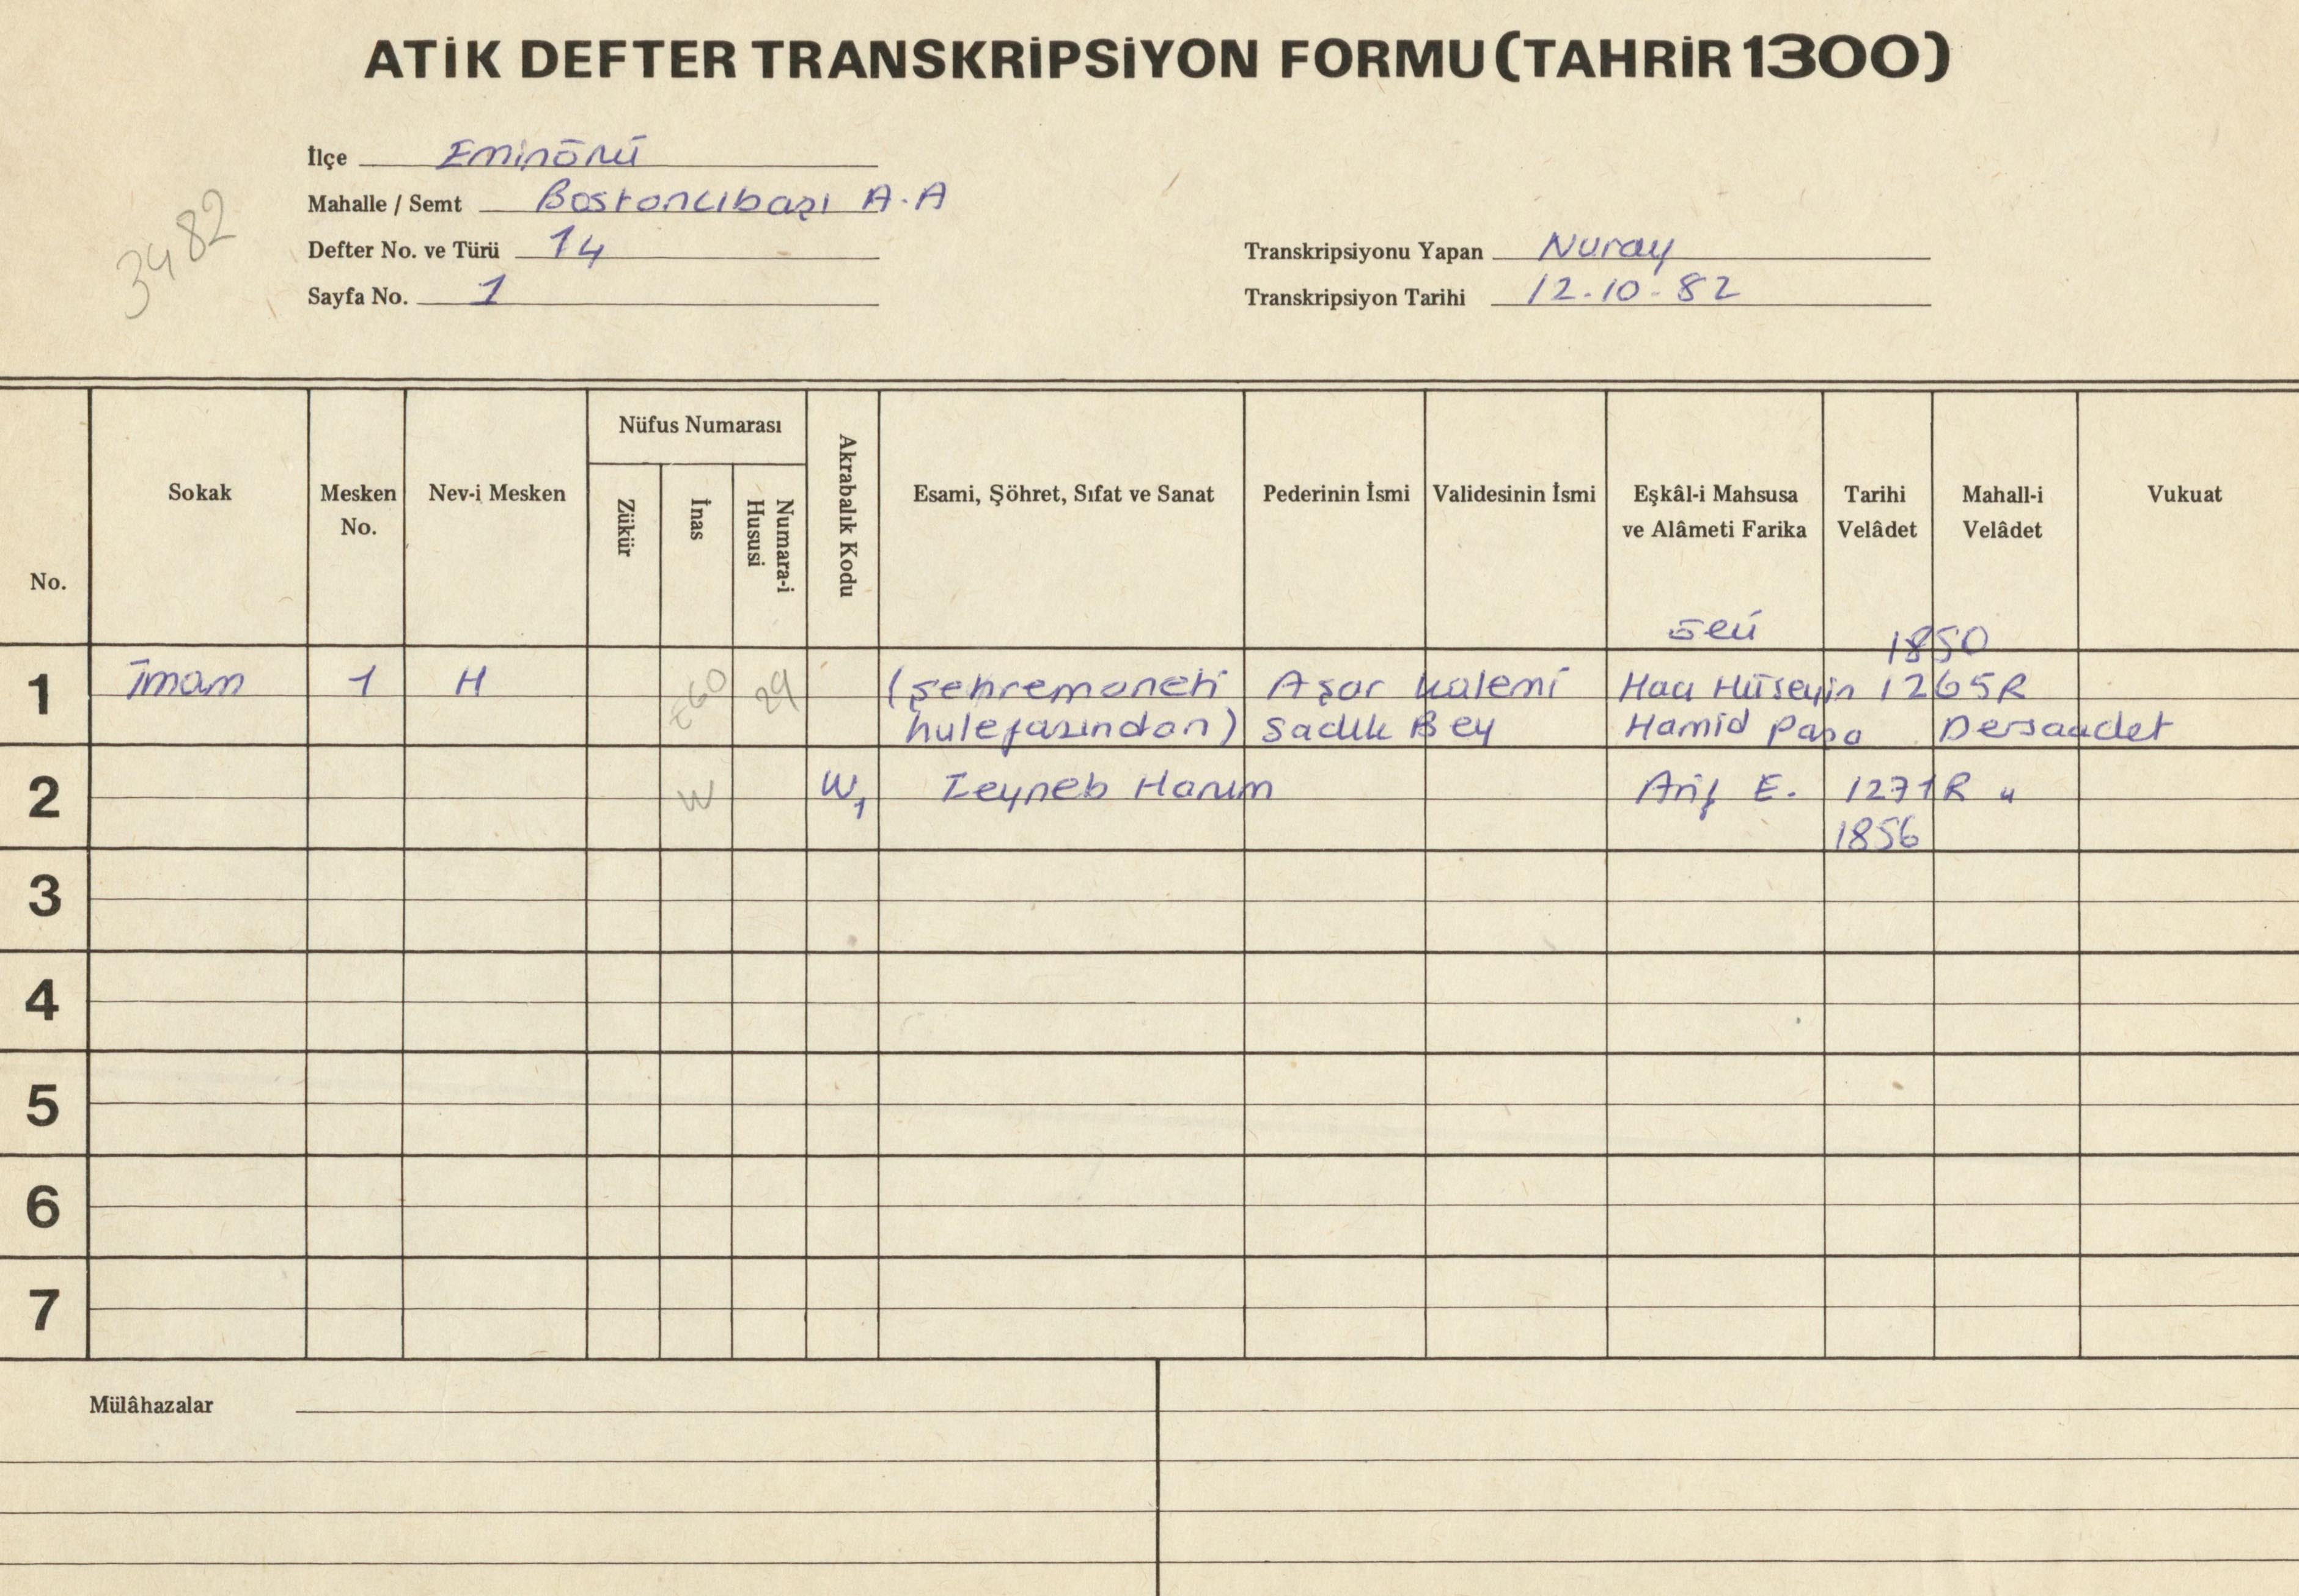 ATİK DEFTER TRANSKRİPSİYON FORMU (TAHRİR 1300)
3482
İlçe Eminönü
Mahalle / Semt Bostancıbaşı A.A
Defter No. ve Türü 14
Sayfa No. 1
Transkripsiyonu Yapan Nuray
Transkripsiyon Tarihi 12.10-82
No.
Sokak
Mesken No.
Nev-i Mesken
Nüfus Numarası
Zükür
İnas
Numara-i Hususi
Akrabalık Kodu
Esami, Şöhret, Sıfat ve Sanat
Pederinin İsmi
Validesinin İsmi
Eşkâl-i Mahsusa ve Alâmeti Farika
Tarihi Velâdet
Mahall-i Velâdet
Vukuat
1850
1 İmam 1 H 29 (şehremaneti Aşar kalemi Hacı Hüseyin 1265R
hulefasından) Sadık Bey Hamid Paşa Dersaadet
2 W W1 Zeyneb Hanım Arif E. 1271R "
1856
3
4
5
6
7
Mülâhazalar